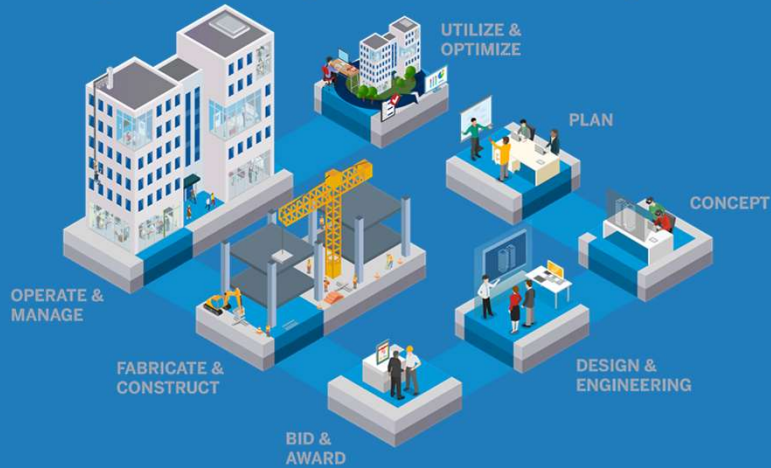 UTILIZE &
OPTIMIZE
PLAN
CONCEPT
DESIGN &
ENGINEERING
BID &
AWARD
FABRICATE &
CONSTRUCT
OPERATE &
MANAGE